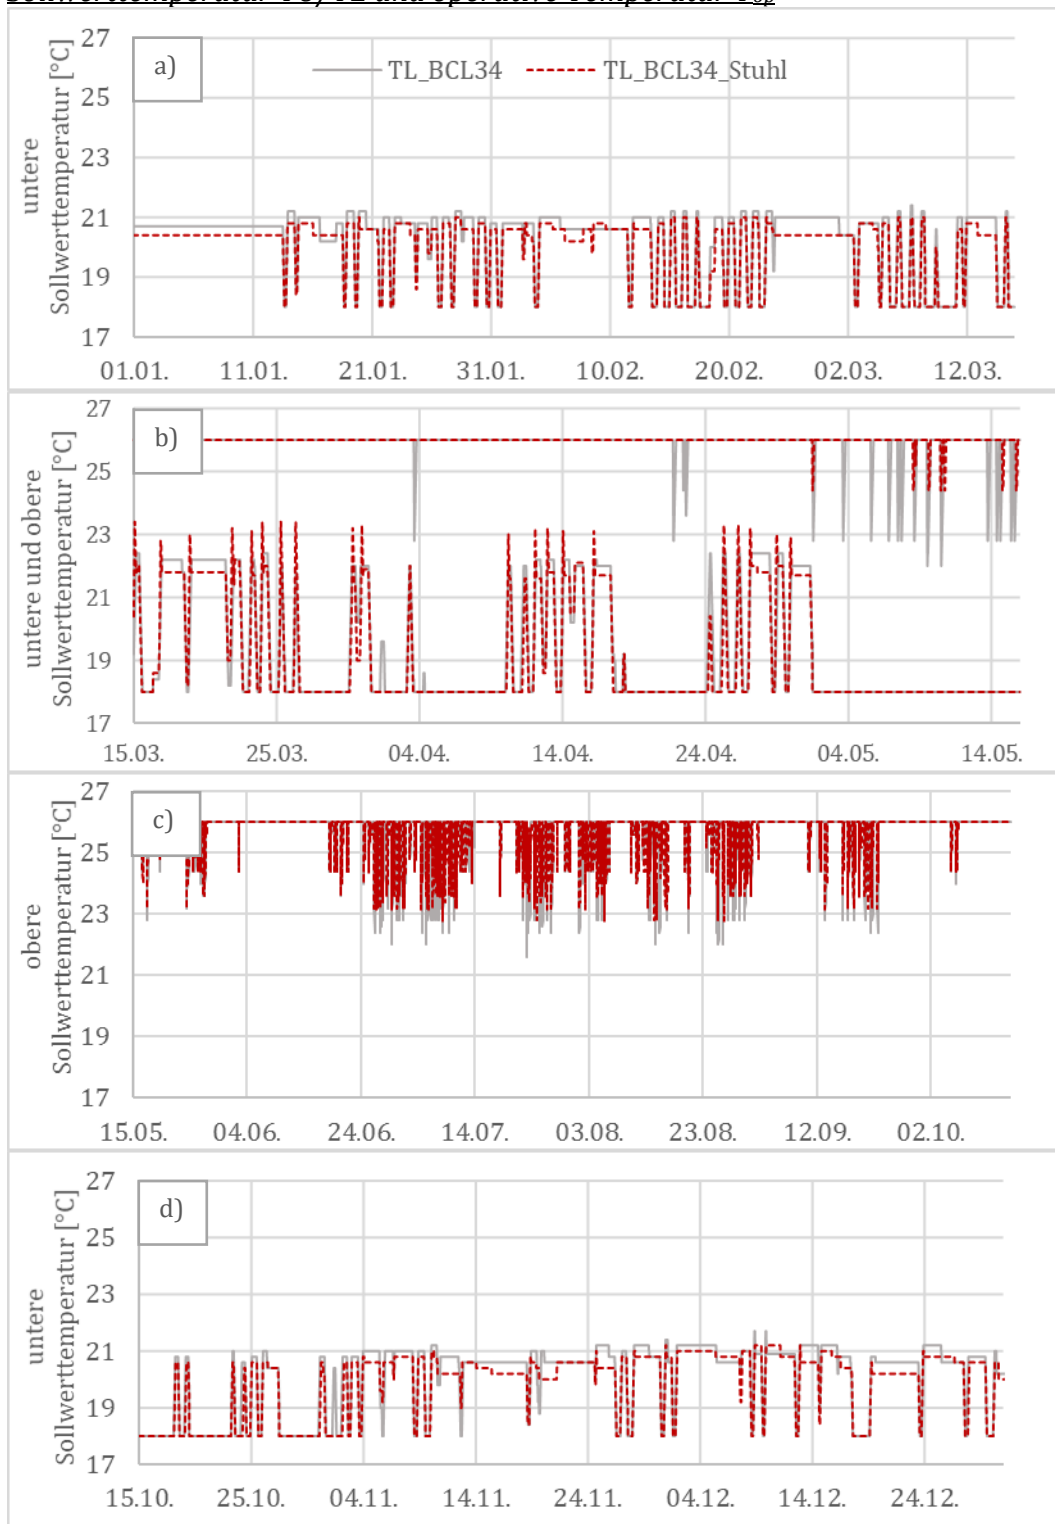 Sollwerttemperatur
und operative Temperatur
a)
TL_BCL34
TL_BCL34_Stuhl
untere
Sollwerttemperatur [°C]
27
25
23
21
19
17
01.01. 11.01. 21.01. 31.01. 10.02. 20.02. 02.03. 12.03.
b)
untere und obere
Sollwerttemperatur [°C]
27
25
23
21
19
17
15.03. 25.03. 04.04. 14.04. 24.04. 04.05. 14.05.
c)
obere
Sollwerttemperatur [°C]
27
25
23
21
19
17
15.05. 04.06. 24.06. 14.07. 03.08. 23.08. 12.09. 02.10.
d)
untere
Sollwerttemperatur [°C]
27
25
23
21
19
17
15.10. 25.10. 04.11. 14.11. 24.11. 04.12. 14.12. 24.12.